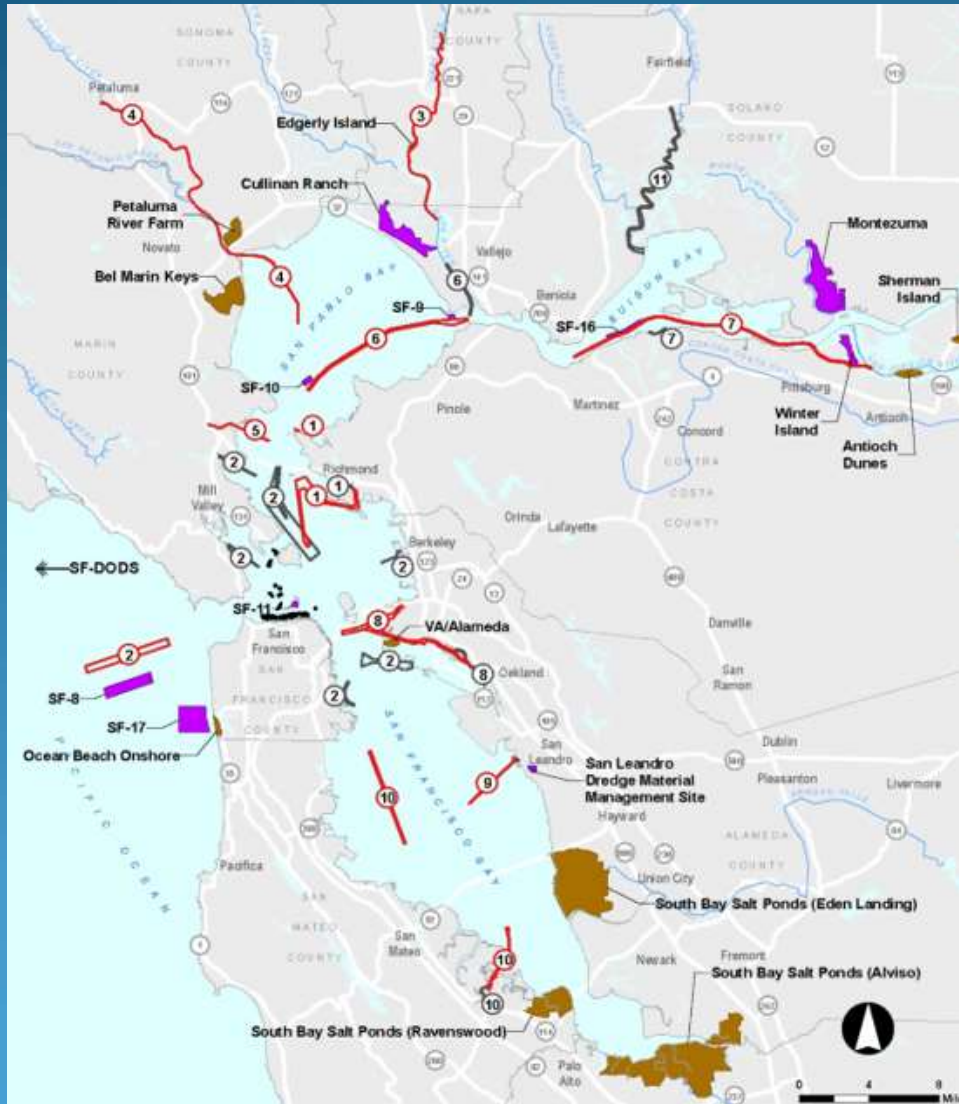 SONOMA
COUNTY
NAPA
COUNTY
Fairfield
Petaluma
4
3
SOLANO
COUNTY
Edgerly Island
Cullinan Ranch
11
Petaluma
River Farm
Montezuma
Novato
Vallejo
Bel Marin Keys
4
SAN PABLO BAY
6
SF-9
Benicia
SUISUN BAY
Sherman
Island
SF-16
7
7
6
MARIN
COUNTY
SF-10
Pinole
Martinez
Pittsburg
Antioch
Concord
Winter
Island
Antioch
Dunes
5
1
2
Richmond
1
CONTRA
COSTA
COUNTY
Mill
Valley
2
1
Orinda
Lafayette
Berkeley
2
2
SF-DODS
SF-11
San
Francisco
8
VA/Alameda
Danville
2
SAN
FRANCISCO
COUNTY
2
Oakland
8
San
Ramon
SF-8
2
SF-17
Ocean Beach Onshore
SAN FRANCISCO BAY
San
Leandro
San Leandro
Dredge Material
Management Site
Dublin
Pleasanton
Livermore
10
9
Hayward
PACIFIC OCEAN
ALAMEDA
COUNTY
Pacifica
Union City
South Bay Salt Ponds (Eden Landing)
SAN
MATEO
COUNTY
San
Mateo
10
Newark
Fremont
South Bay Salt Ponds (Alviso)
10
South Bay Salt Ponds (Ravenswood)
Palo
Alto
0 4 8